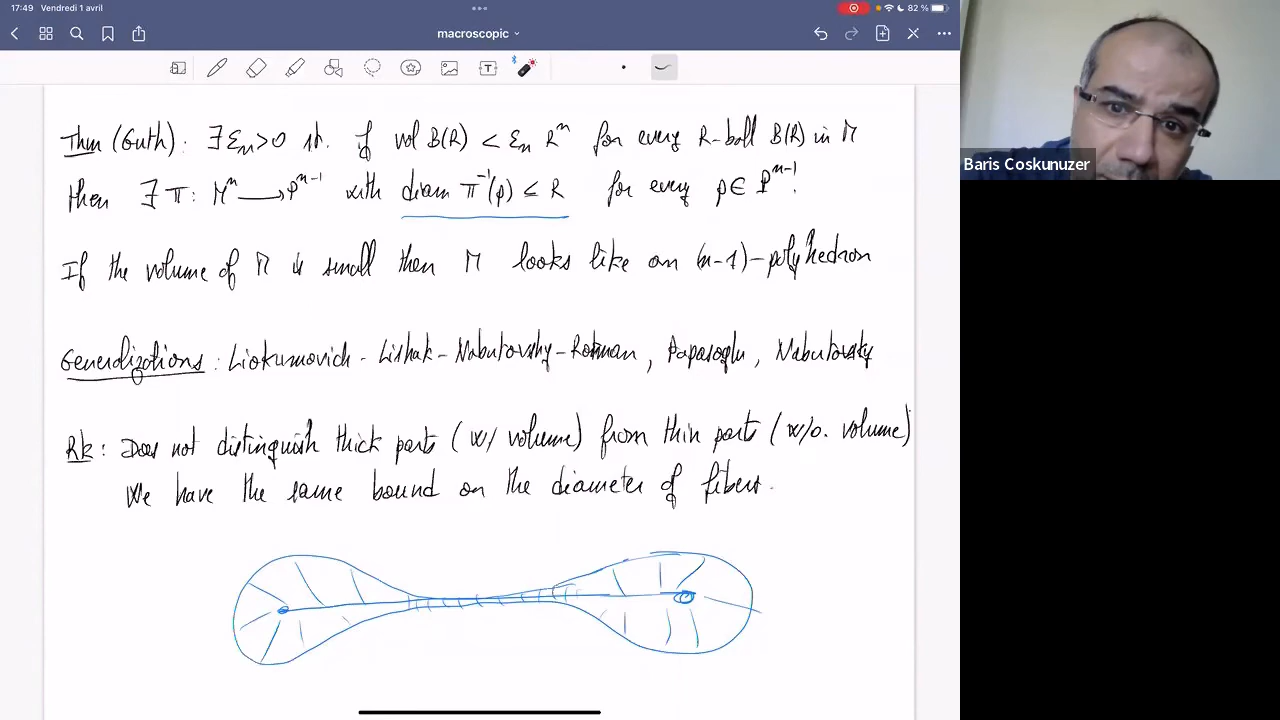 17:49 Vendredi 1 avril
82 %
macroscopic
Baris Coskunuzer
Thm (Guth): ∃ εn>0 st. if vol B(R) < εn R^n for every R-ball B(R) in M
then ∃ π: M^n ⟶ P^{n-1} with diam π^{-1}(p) ≤ R for every p∈ P^{n-1}.
If the volume of M is small then M looks like an (n-1)-polyhedron
Generalizations: Liokumovich - Lishak - Nabutovsky - Rotman, Papasoglu, Nabutovsky
Rk: Does not distinguish thick parts (w/ volume) from thin parts (w/o. volume)
We have the same bound on the diameter of fibers.